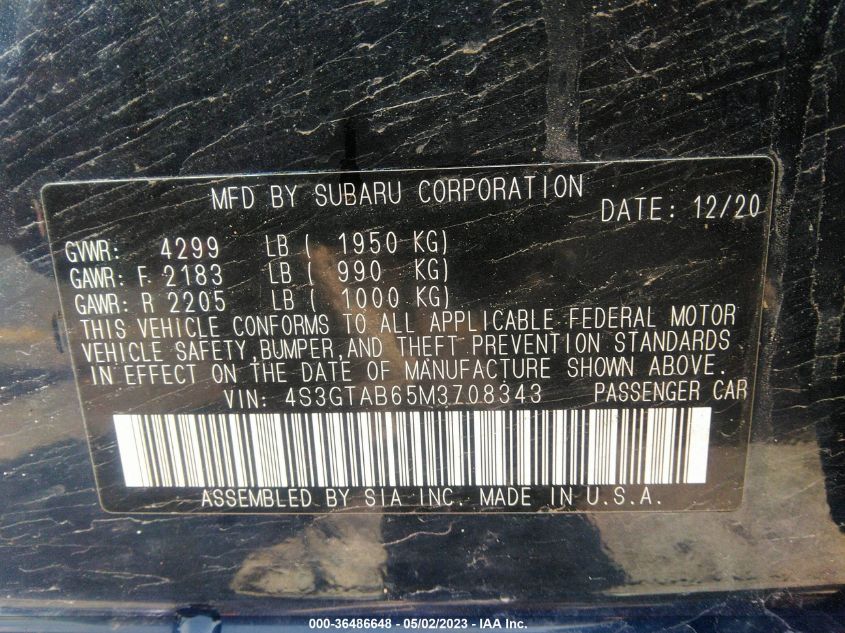 MFD BY SUBARU CORPORATION
DATE: 12/20
GVWR: 4299 LB ( 1950 KG)
GAWR: F 2183 LB ( 990 KG)
GAWR: R 2205 LB ( 1000 KG)
THIS VEHICLE CONFORMS TO ALL APPLICABLE FEDERAL MOTOR
VEHICLE SAFETY,BUMPER,AND THEFT PREVENTION STANDARDS
IN EFFECT ON THE DATE OF MANUFACTURE SHOWN ABOVE.
VIN: 4S3GTAB65M3708343 PASSENGER CAR
ASSEMBLED BY SIA INC. MADE IN U.S.A.
000-36486648 - 05/02/2023 - IAA Inc.